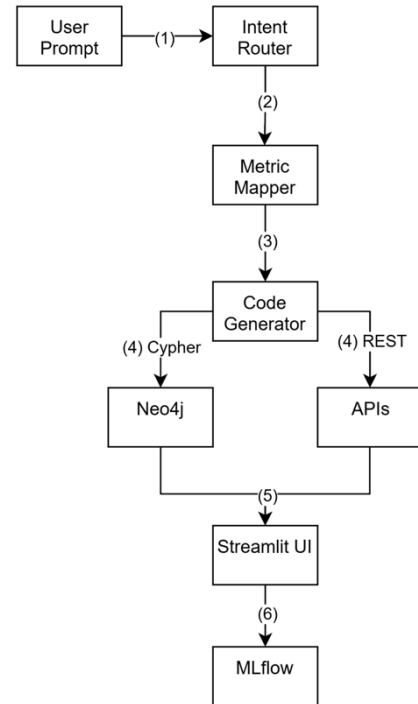 User
Prompt
(1)
Intent
Router
(2)
Metric
Mapper
(3)
Code
Generator
(4) Cypher
(4) REST
Neo4j
APIs
(5)
Streamlit UI
(6)
MLflow